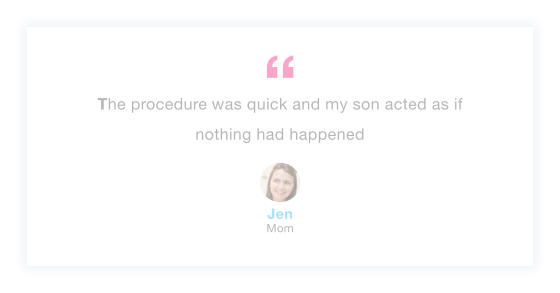 The procedure was quick and my son acted as if
nothing had happened
Jen
Mom